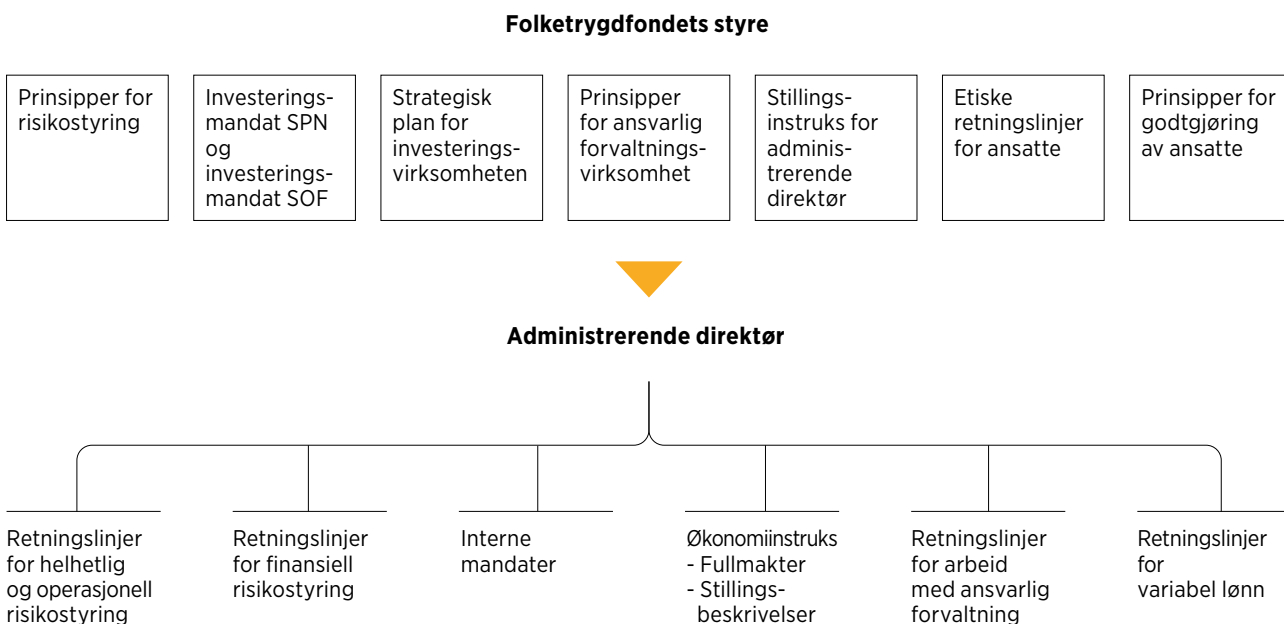 Folketrygdfondets styre
Prinsipper for
risikostyring
Investerings-
mandat SPN
og
investerings-
mandat SOF
Strategisk
plan for
investerings-
virksomheten
Prinsipper
for ansvarlig
forvaltnings-
virksomhet
Stillings-
instruks for
adminis-
trerende
direktør
Etiske
retningslinjer
for ansatte
Prinsipper for
godtgjøring
av ansatte
Administrerende direktør
Retningslinjer
for helhetlig
og operasjonell
risikostyring
Retningslinjer
for finansiell
risikostyring
Interne
mandater
Økonomiinstruks
- Fullmakter
- Stillings-
beskrivelser
Retningslinjer
for arbeid
med ansvarlig
forvaltning
Retningslinjer
for
variabel lønn